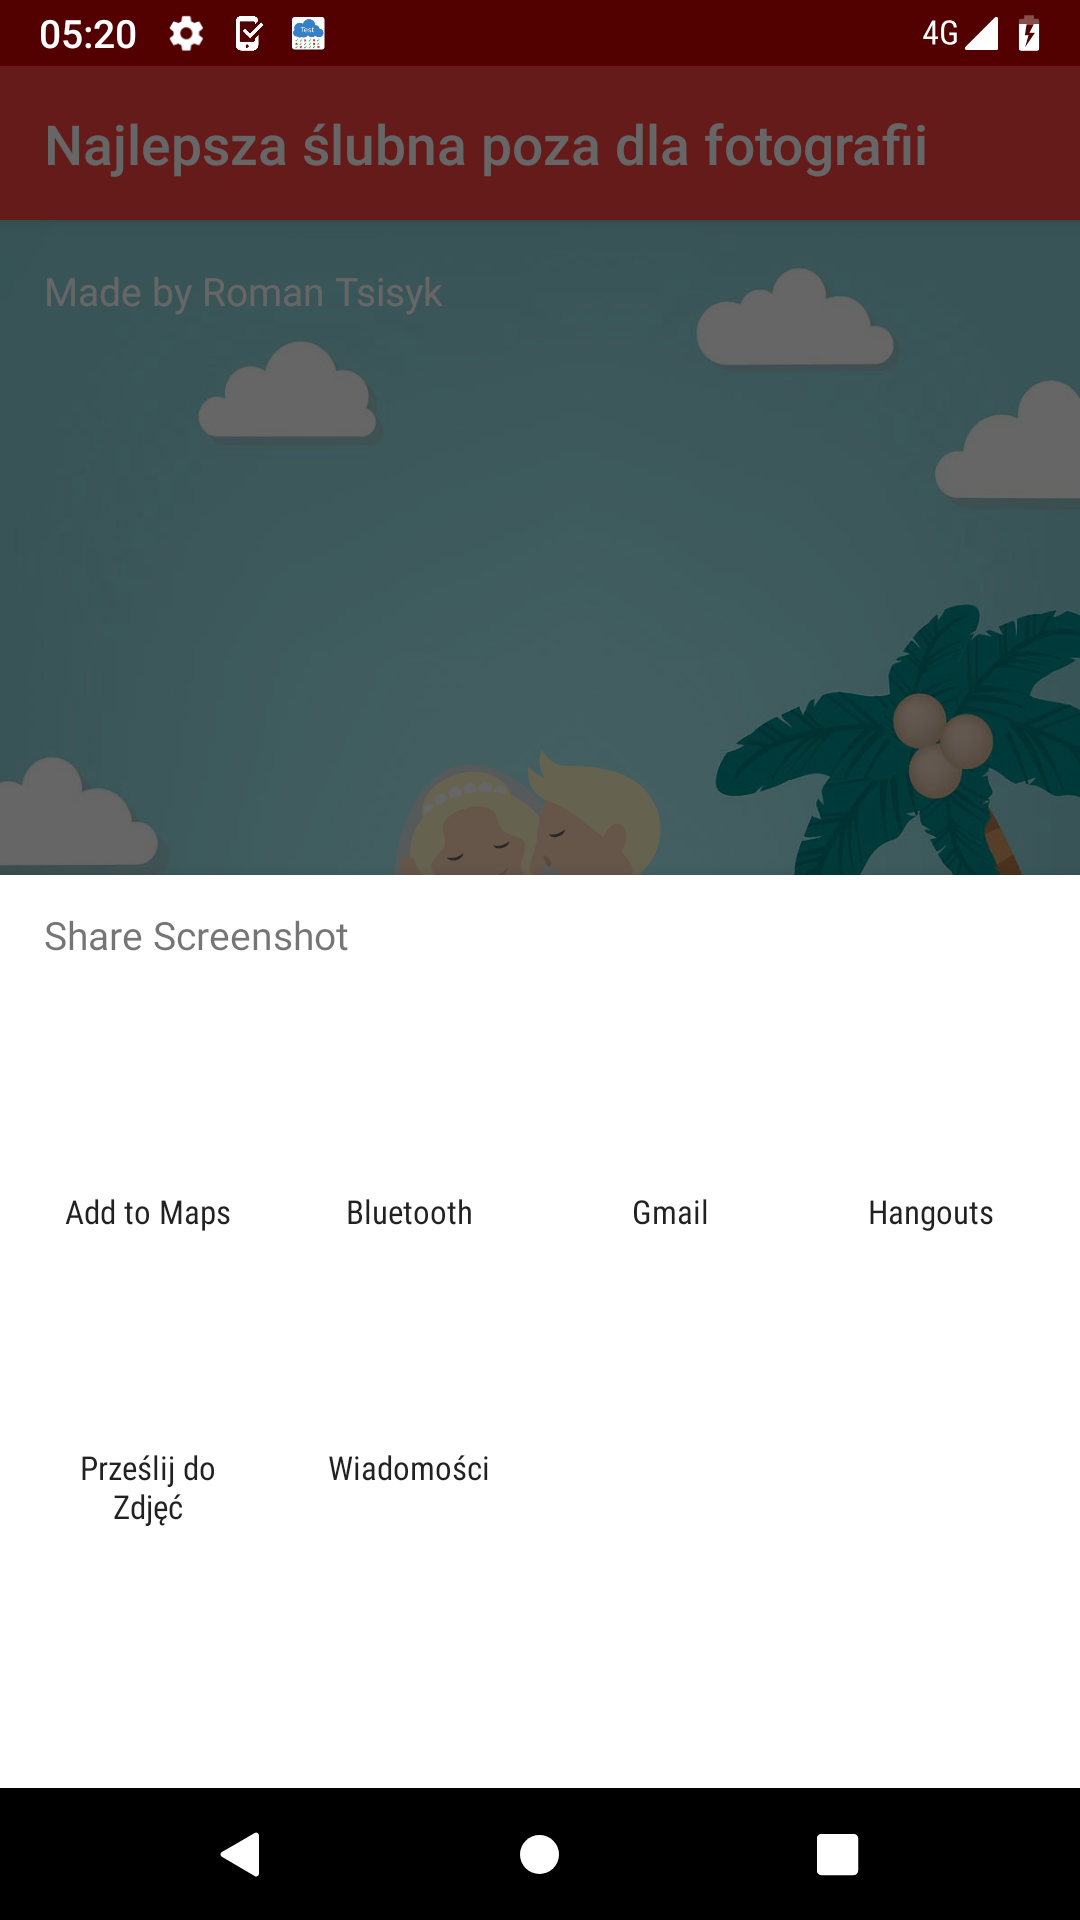 05:20
4G
Najlepsza ślubna poza dla fotografii
Made by Roman Tsisyk
Share Screenshot
Add to Maps
Bluetooth
Gmail
Hangouts
Prześlij do
Zdjęć
Wiadomości
Test